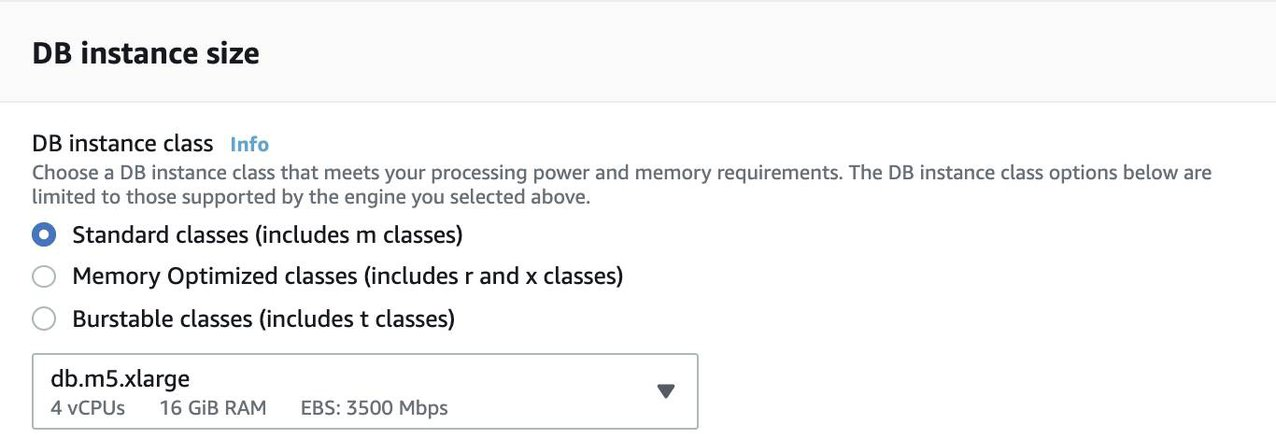 DB instance size
DB instance class Info
Choose a DB instance class that meets your processing power and memory requirements. The DB instance class options below are
limited to those supported by the engine you selected above.
Standard classes (includes m classes)
Memory Optimized classes (includes r and x classes)
Burstable classes (includes t classes)
db.m5.xlarge
4 vCPUs 16 GiB RAM EBS: 3500 Mbps